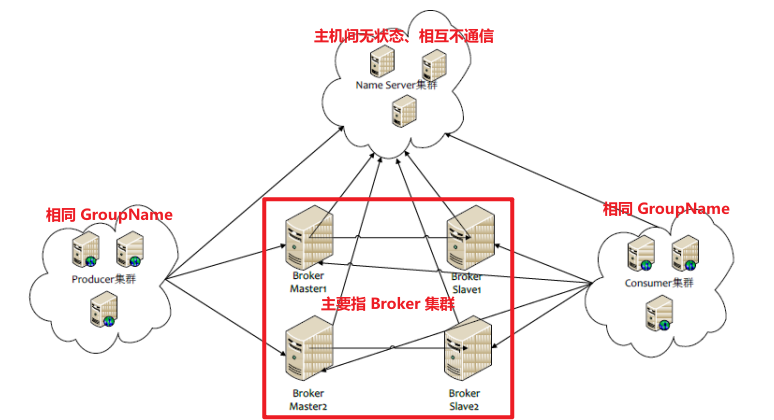 主机间无状态、相互不通信
Name Server集群
相同 GroupName
相同 GroupName
Producer集群
Consumer集群
Broker
Master1
Broker
Slave1
主要指 Broker 集群
Broker
Master2
Broker
Slave2